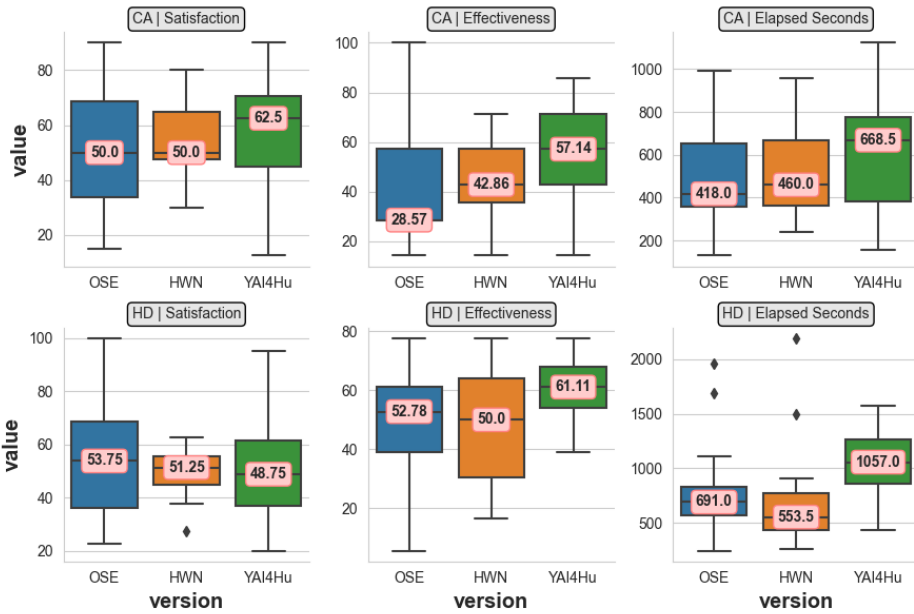 CA | Satisfaction
CA | Effectiveness
CA | Elapsed Seconds
value
80
60
40
20
50.0
50.0
62.5
OSE
HWN
YAI4Hu
100
80
60
40
20
28.57
42.86
57.14
OSE
HWN
YAI4Hu
1000
800
600
400
200
418.0
460.0
668.5
OSE
HWN
YAI4Hu
HD | Satisfaction
HD | Effectiveness
HD | Elapsed Seconds
value
100
80
60
40
20
53.75
51.25
48.75
OSE
HWN
YAI4Hu
version
80
60
40
20
52.78
50.0
61.11
OSE
HWN
YAI4Hu
version
2000
1500
1000
500
691.0
553.5
1057.0
OSE
HWN
YAI4Hu
version